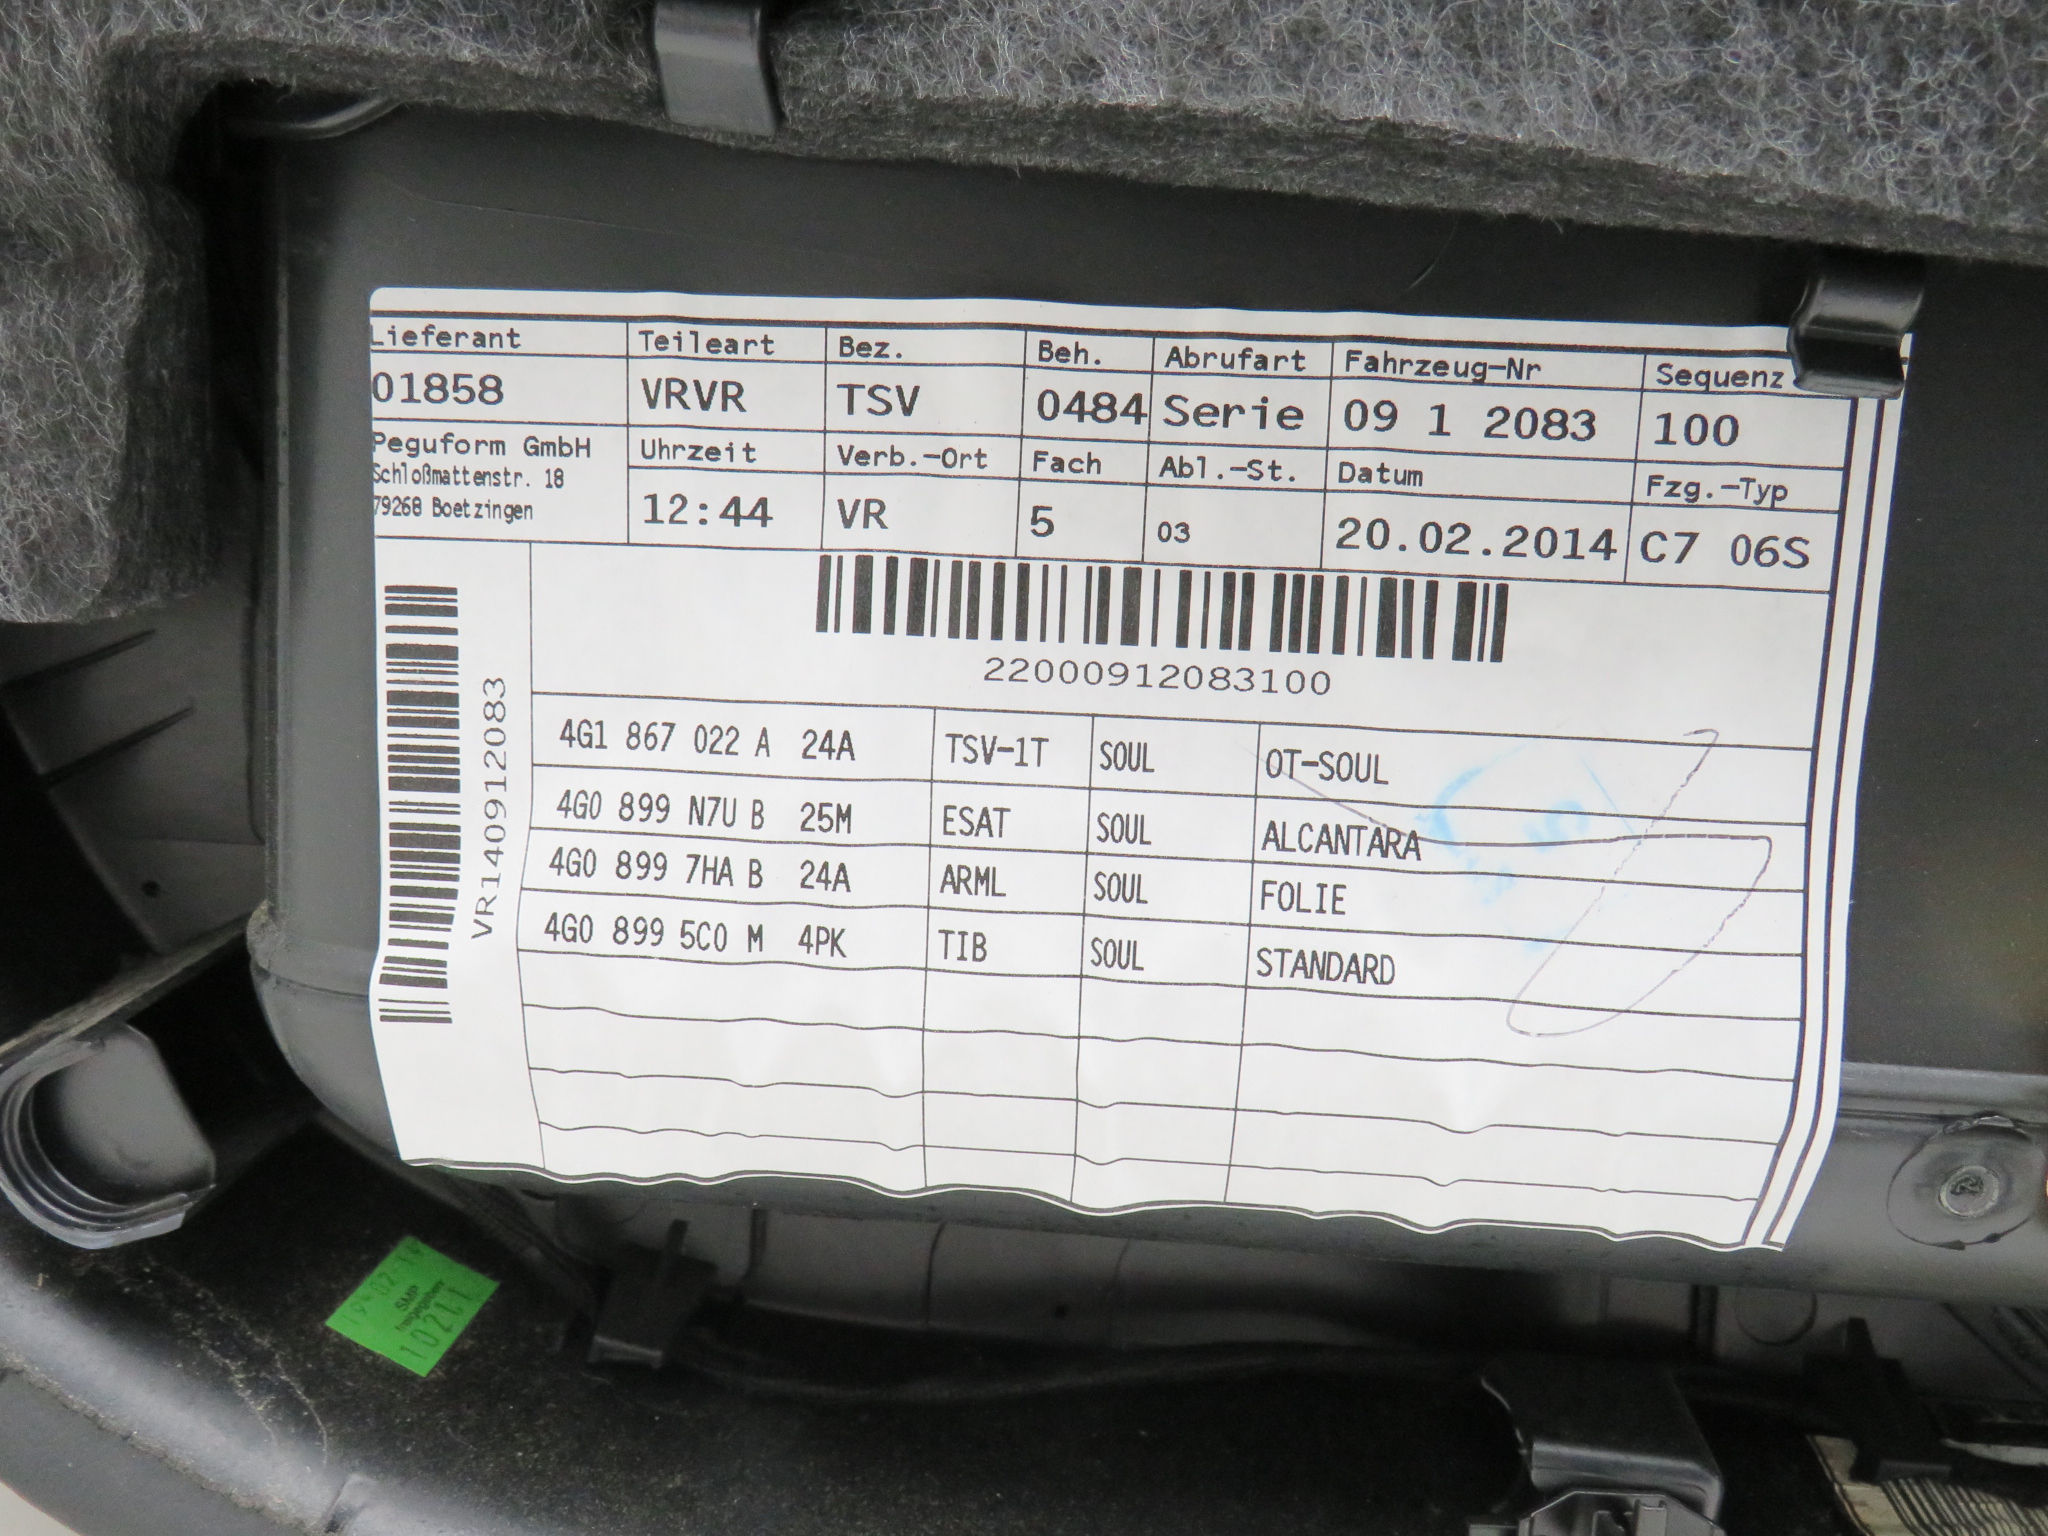 Lieferant Teileart Bez. Beh. Abrufart Fahrzeug-Nr Sequenz
01858 VRVR TSV 0484 Serie 09 1 2083 100
Peguform GmbH Uhrzeit Verb.-Ort Fach Abl.-St. Datum Fzg.-Typ
Schloßmattenstr. 18
79268 Boetzingen 12:44 VR 5 03 20.02.2014 C7 06S
22000912083100
VR140912083
4G1 867 022 A 24A TSV-1T SOUL OT-SOUL
4G0 899 N7U B 25M ESAT SOUL ALCANTARA
4G0 899 7HA B 24A ARML SOUL FOLIE
4G0 899 5C0 M 4PK TIB SOUL STANDARD
SMP